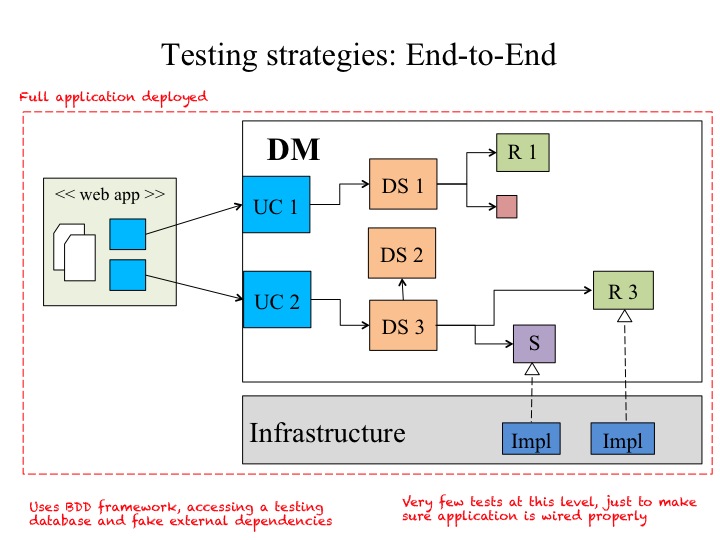 Testing strategies: End-to-End
Full application deployed
DM
R 1
<< web app >>
DS 1
UC 1
DS 2
R 3
UC 2
DS 3
S
Infrastructure
Impl
Impl
Uses BDD framework, accessing a testing
database and fake external dependencies
Very few tests at this level, just to make
sure application is wired properly